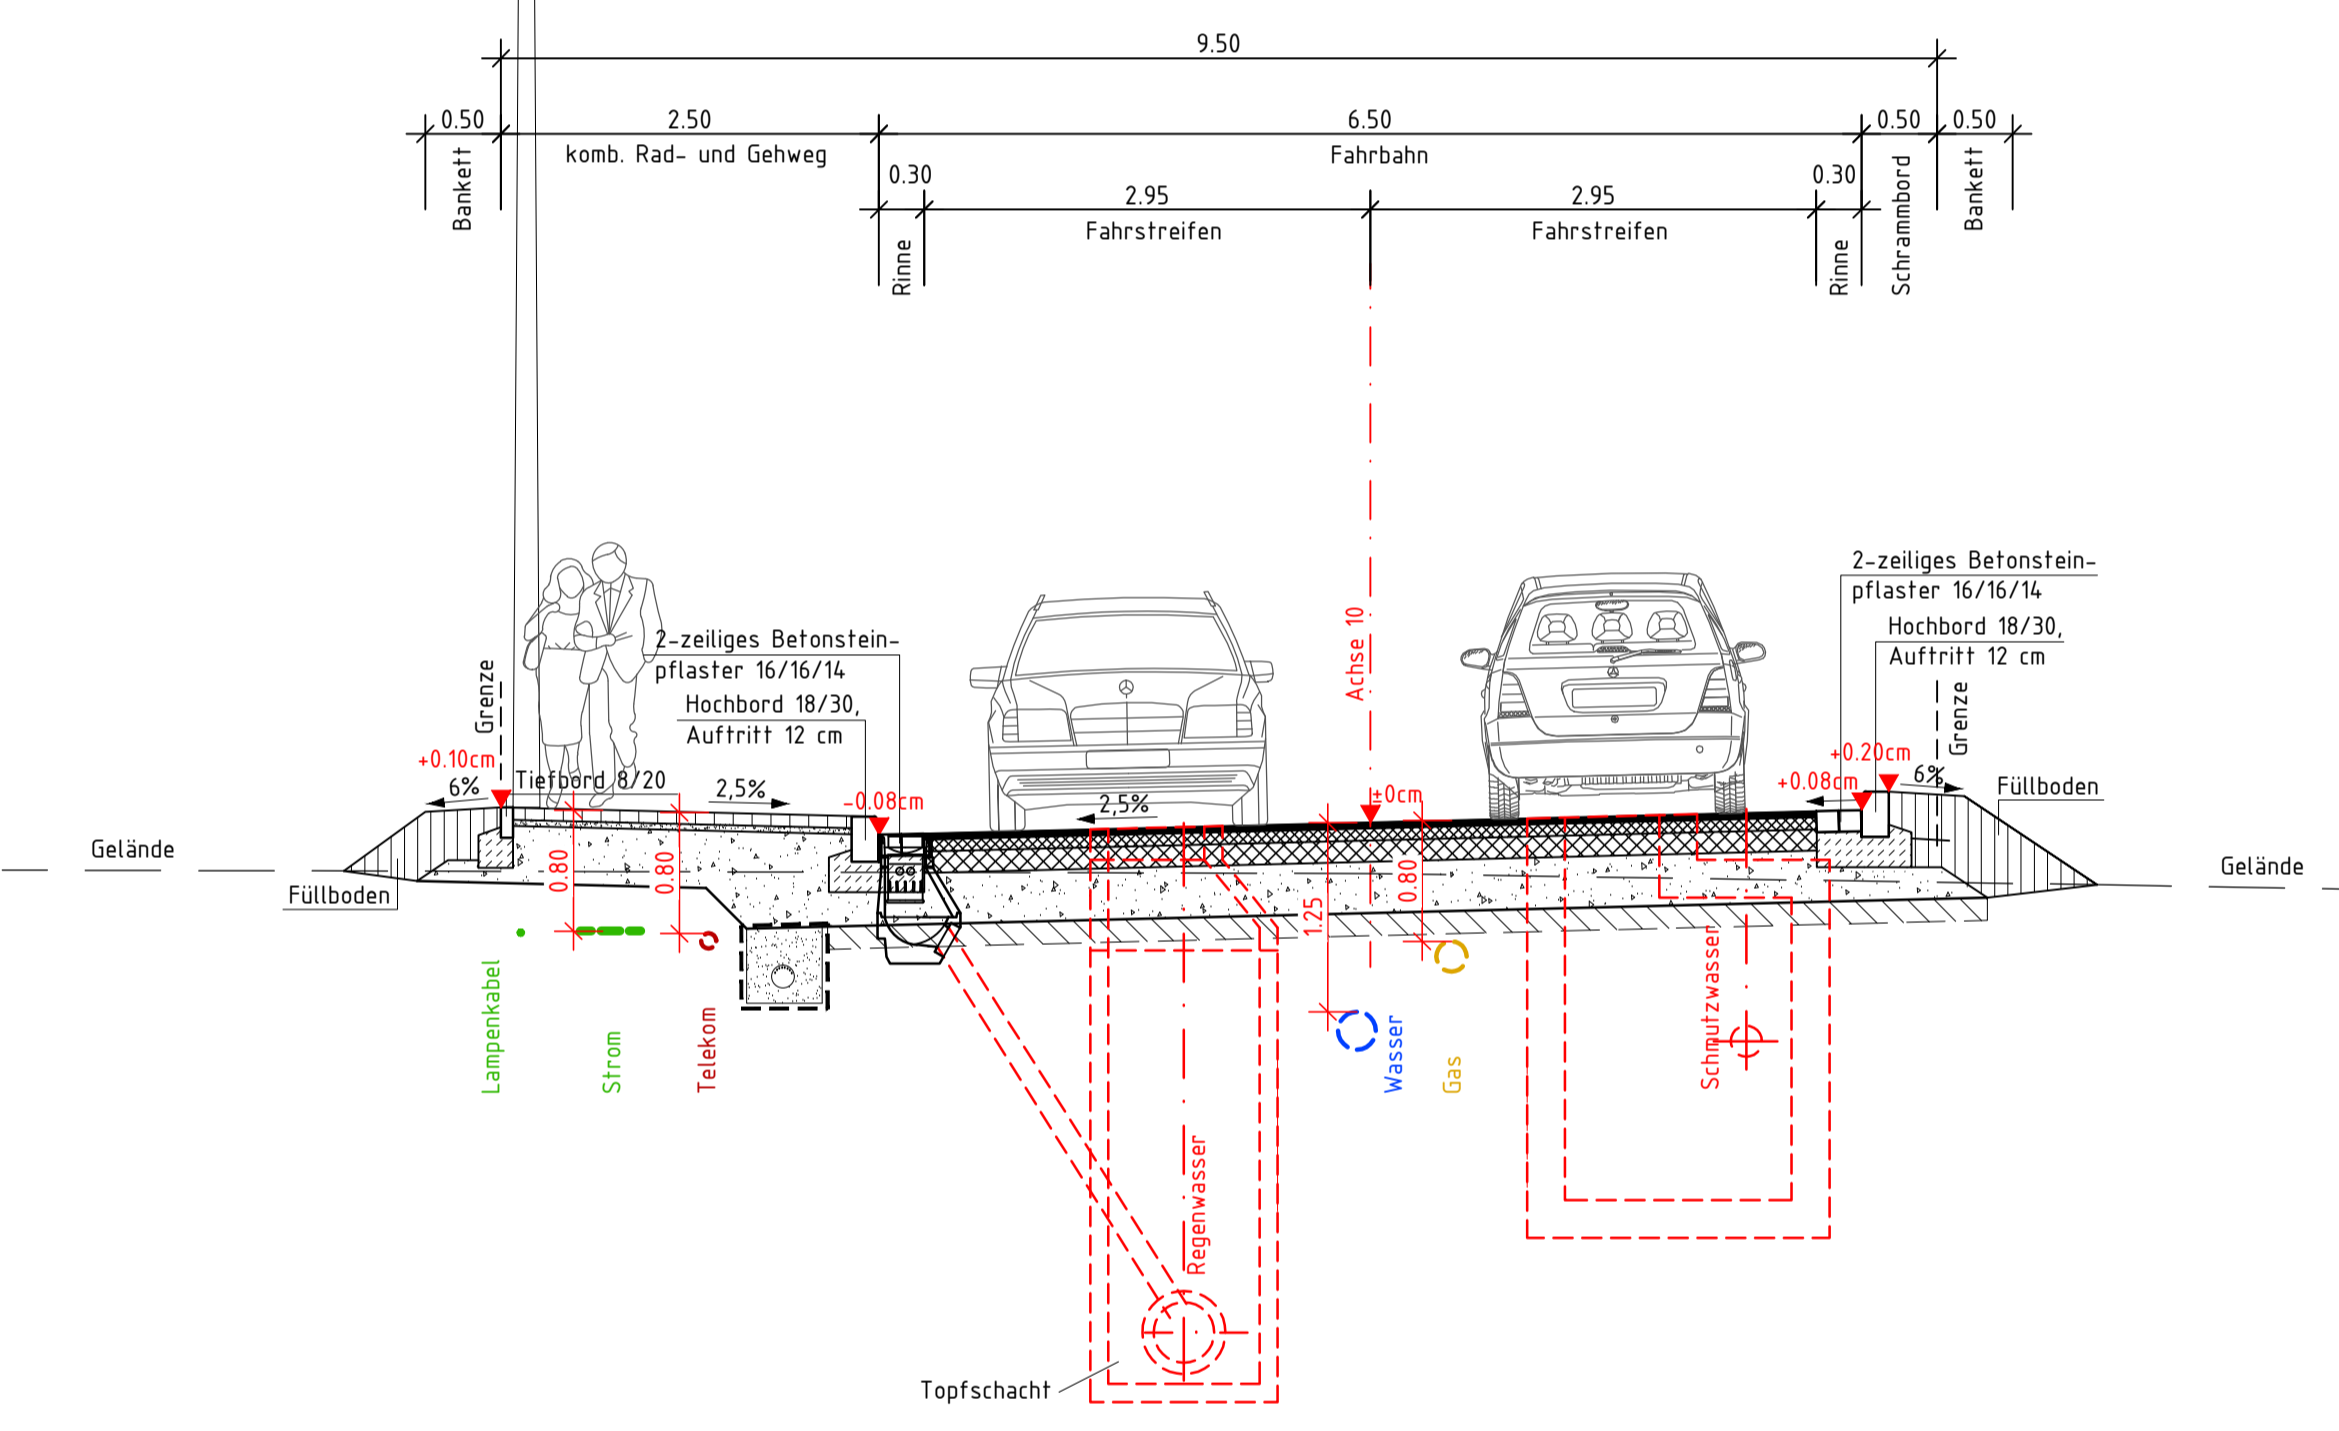 9.50
0.50
2.50
6.50
0.50
0.50
Bankett
komb. Rad- und Gehweg
Fahrbahn
Schrammbord
Bankett
0.30
2.95
2.95
0.30
Rinne
Fahrstreifen
Fahrstreifen
Rinne
2-zeiliges Betonstein-
pflaster 16/16/14
Hochbord 18/30,
Auftritt 12 cm
Achse 10
2-zeiliges Betonstein-
pflaster 16/16/14
Hochbord 18/30,
Auftritt 12 cm
Grenze
Grenze
+0.10cm
6%
Tiefbord 8/20
2,5%
-0.08cm
2,5%
±0cm
+0.08cm
+0.20cm
6%
Füllboden
Gelände
Gelände
Füllboden
0.80
0.80
1.25
0.80
Lampenkabel
Strom
Telekom
Wasser
Gas
Schmutzwasser
Regenwasser
Topfschacht